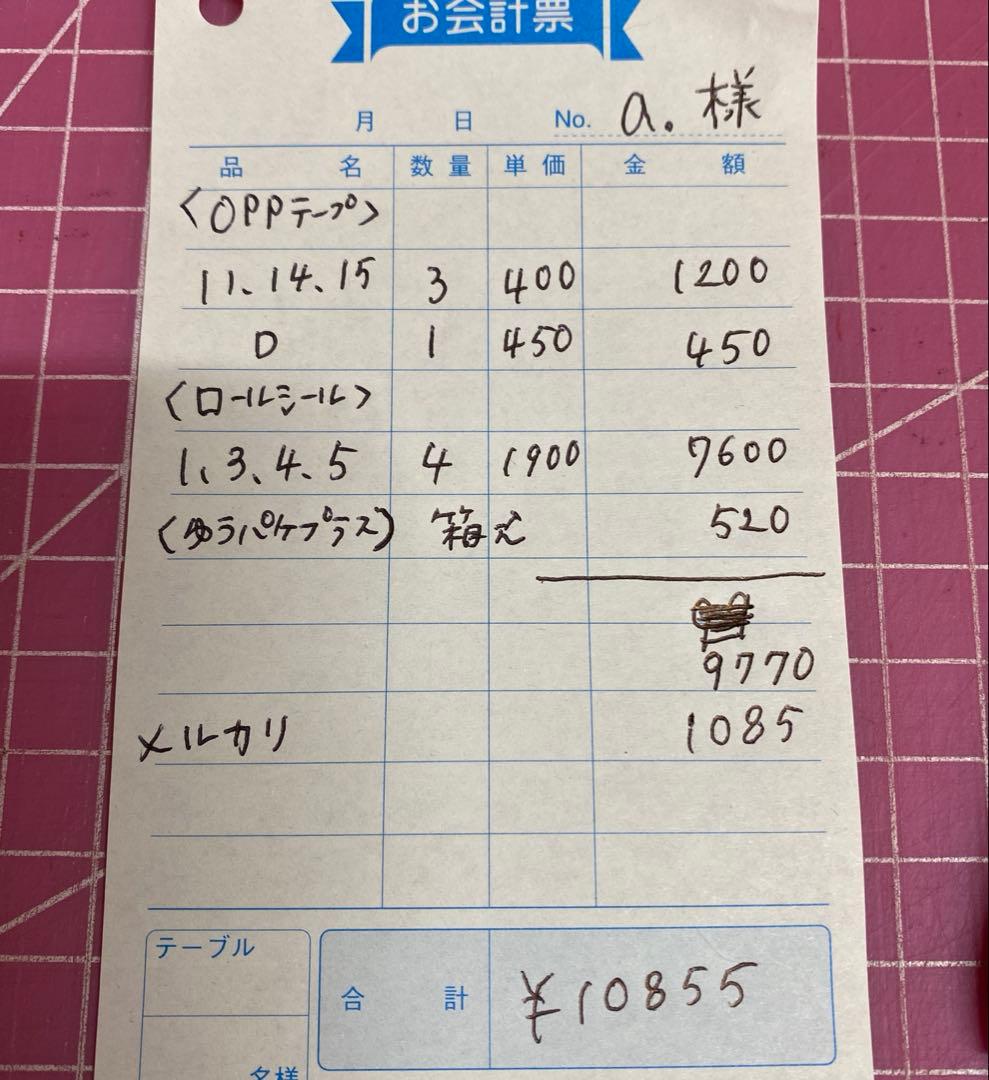 お会計票
月 日 No. a. 様
品名 数量 単価 金額
〈OPPテープ〉
11、14、15 3 400 1200
D 1 450 450
〈ロールシール〉
1、3、4、5 4 1900 7600
(ゆうパケプラス) 箱込 520
9770
メルカリ 1085
テーブル
合計 ¥10855
名様